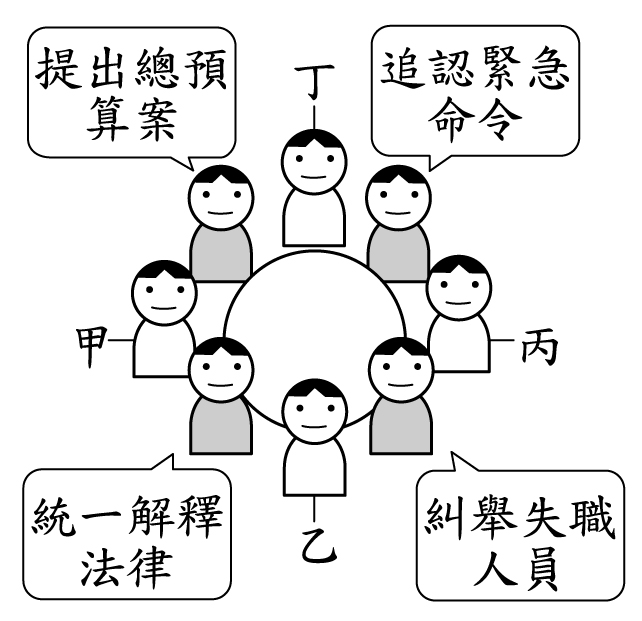 提出總預
算案
丁
追認緊急
命令
甲
丙
統一解釋
法律
乙
糾舉失職
人員